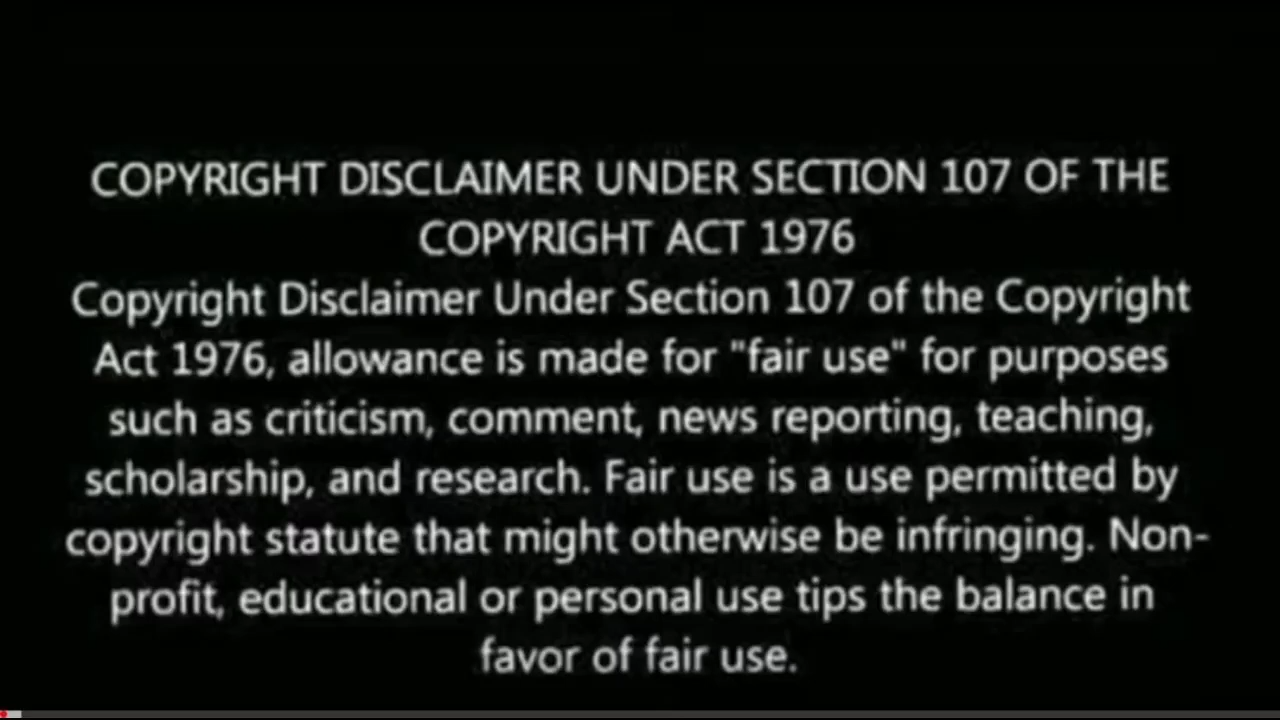 COPYRIGHT DISCLAIMER UNDER SECTION 107 OF THE
COPYRIGHT ACT 1976
Copyright Disclaimer Under Section 107 of the Copyright
Act 1976, allowance is made for "fair use" for purposes
such as criticism, comment, news reporting, teaching,
scholarship, and research. Fair use is a use permitted by
copyright statute that might otherwise be infringing. Non-
profit, educational or personal use tips the balance in
favor of fair use.